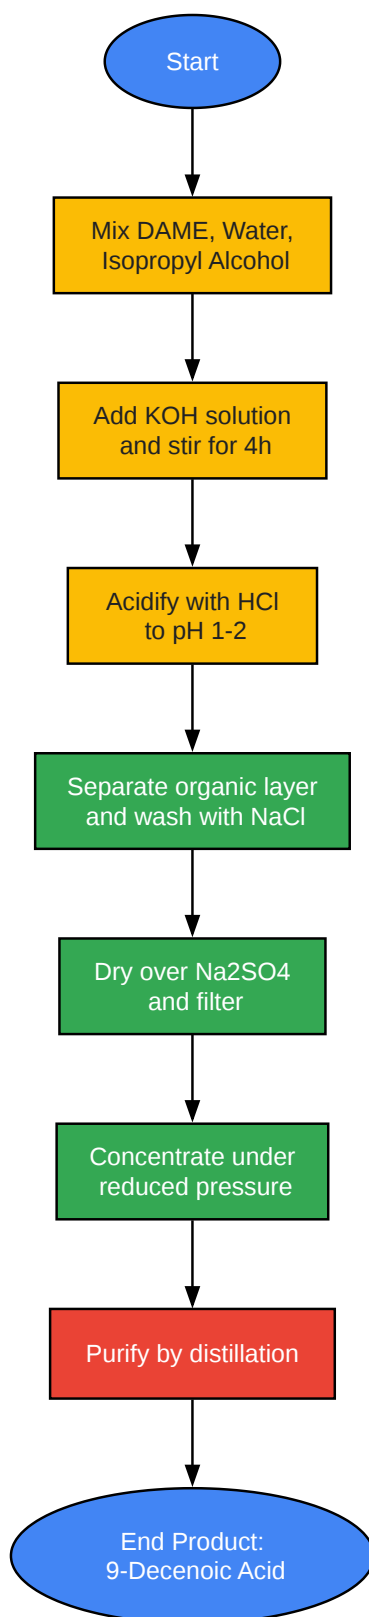 Start
Mix DAME, Water,
Isopropyl Alcohol
Add KOH solution
and stir for 4h
Acidify with HCl
to pH 1-2
Separate organic layer
and wash with NaCl
Dry over Na2SO4
and filter
Concentrate under
reduced pressure
Purify by distillation
End Product:
9-Decenoic Acid